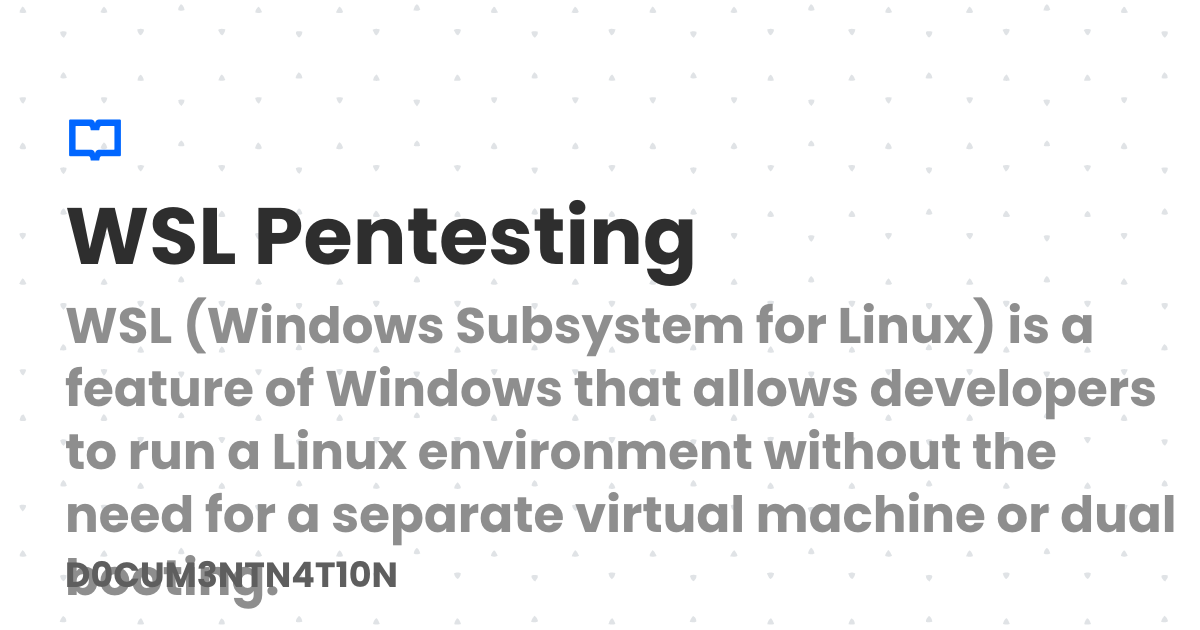 WSL Pentesting
WSL (Windows Subsystem for Linux) is a
feature of Windows that allows developers
to run a Linux environment without the
need for a separate virtual machine or dual
booting.
D0CUM3NTN4T10N